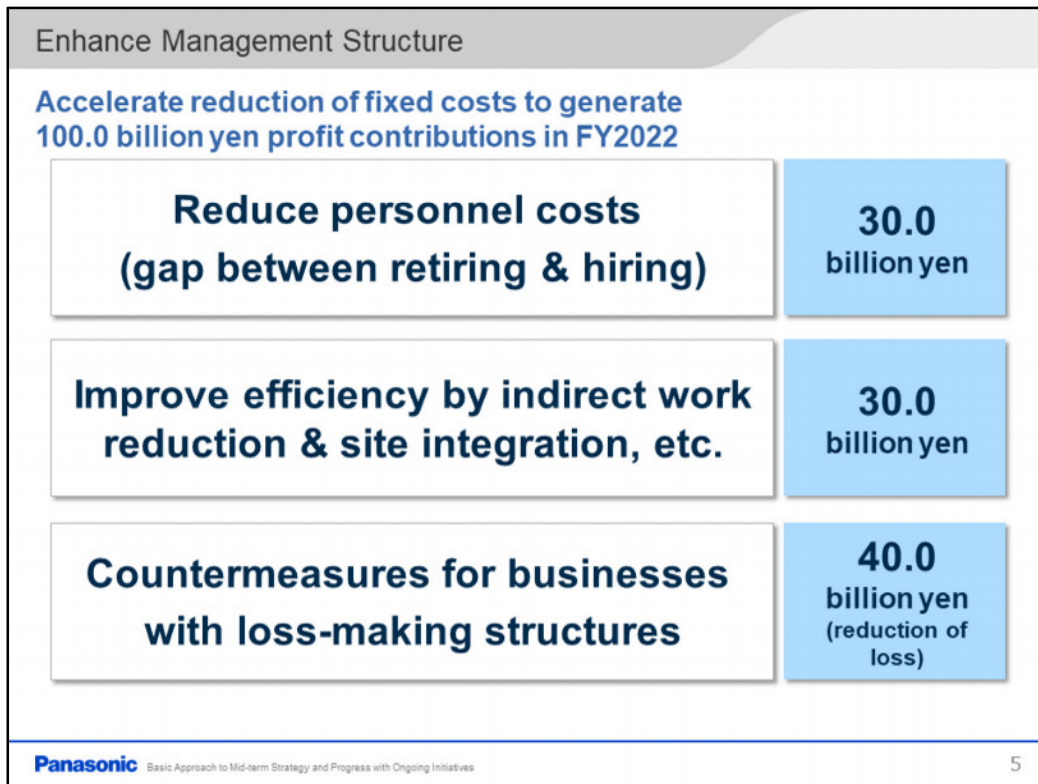 Enhance Management Structure
Accelerate reduction of fixed costs to generate
100.0 billion yen profit contributions in FY2022
Reduce personnel costs
(gap between retiring & hiring)
30.0
billion yen
Improve efficiency by indirect work
reduction & site integration, etc.
30.0
billion yen
Countermeasures for businesses
with loss-making structures
40.0
billion yen
(reduction of
loss)
Panasonic Basic Approach to Mid-term Strategy and Progress with Ongoing Initiatives
5